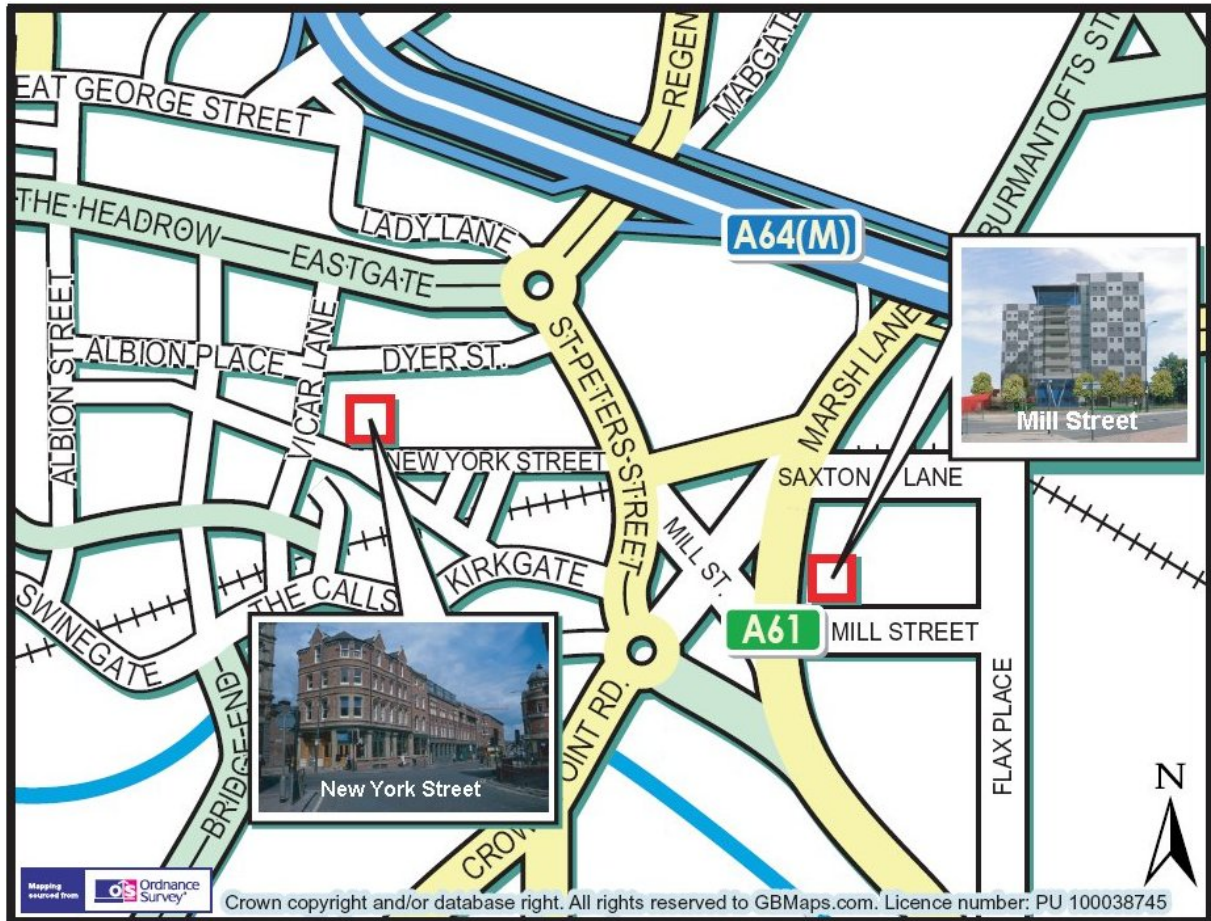 EAT GEORGE STREET
REGEN
MABGATE
BURMANTOFTS ST
THE HEADROW
EASTGATE
LADY LANE
A64(M)
ALBION STREET
ALBION PLACE
VICAR LANE
DYER ST.
ST PETERS STREET
MARSH LANE
Mill Street
NEW YORK STREET
SAXTON LANE
MILL ST.
KIRKGATE
THE CALLS
SWINEGATE
A61
MILL STREET
FLAX PLACE
BRIDGE END
New York Street
CROW
OINT RD.
N
Mapping
sourced from
OS Ordnance
Survey
Crown copyright and/or database right. All rights reserved to GBMaps.com. Licence number: PU 100038745